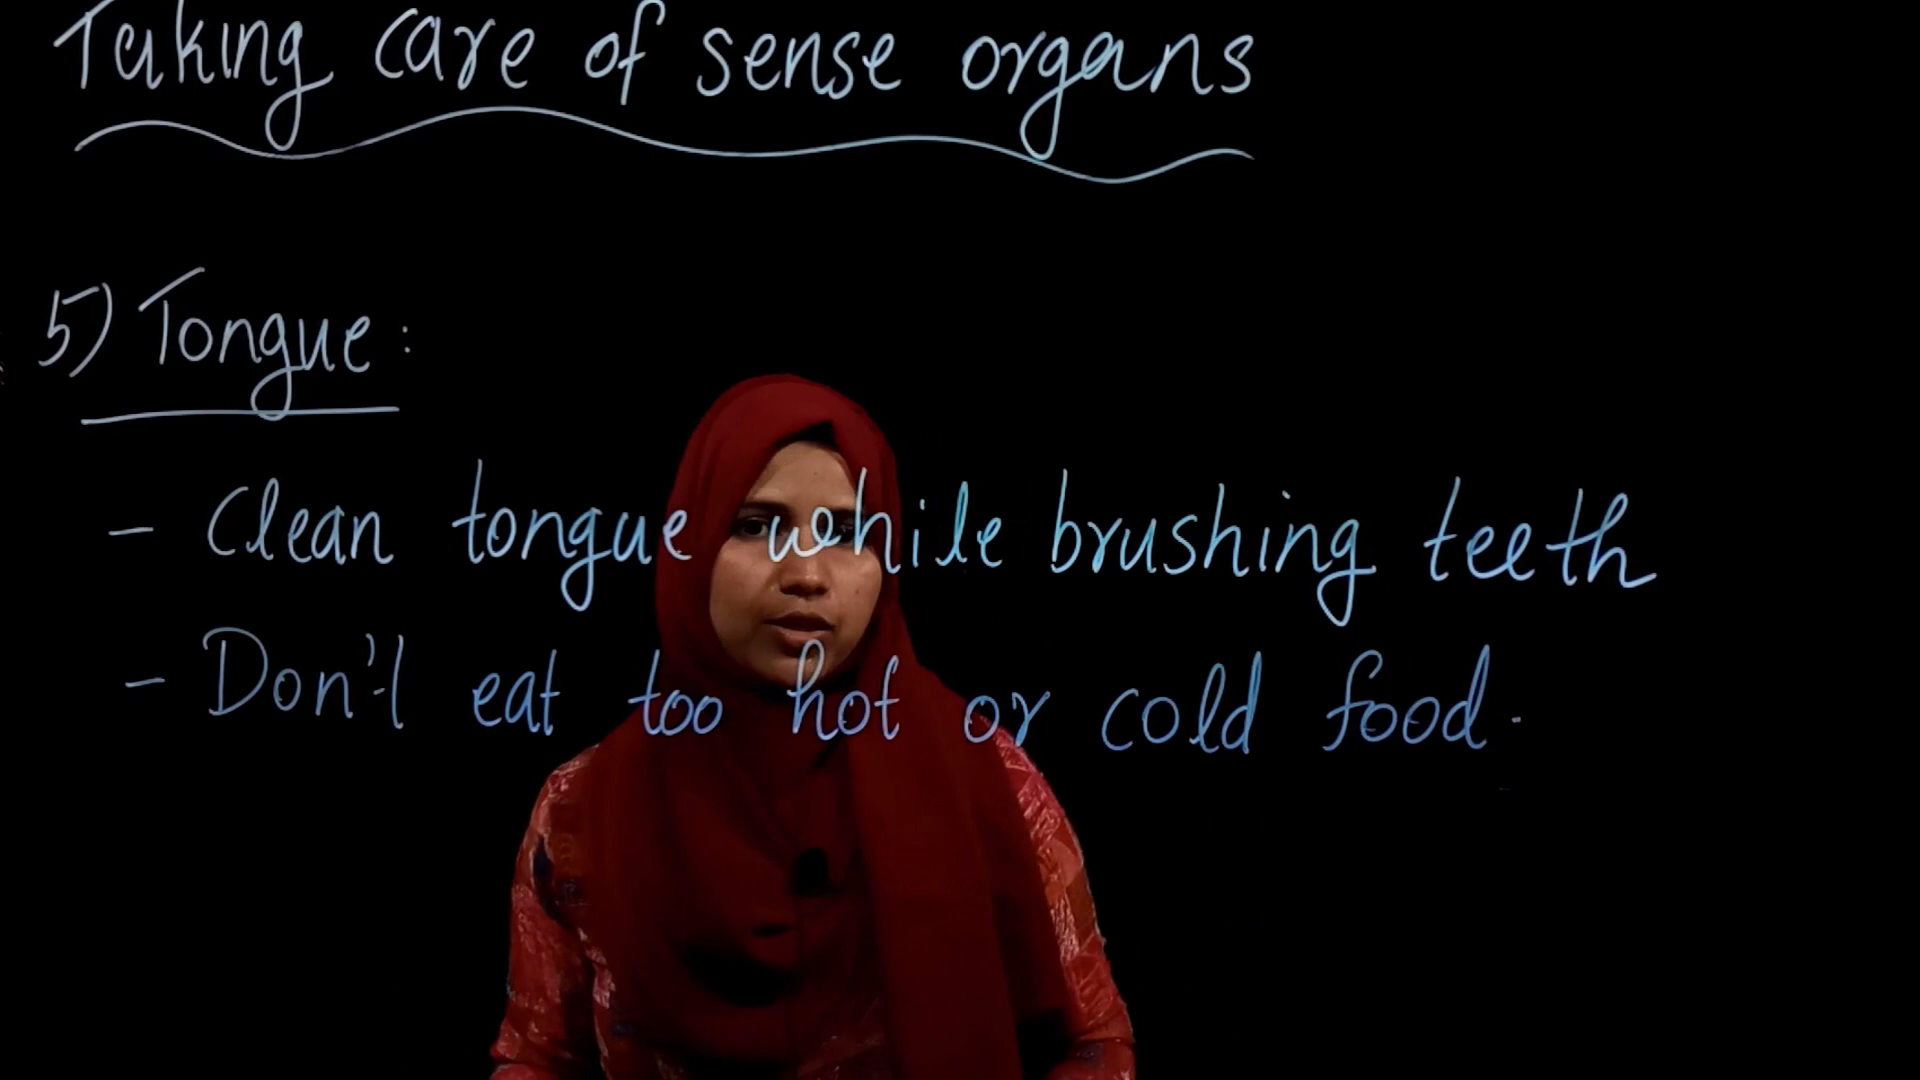 Taking care of sense organs
5) Tongue:
- Clean tongue while brushing teeth
- Don't eat too hot or cold food.